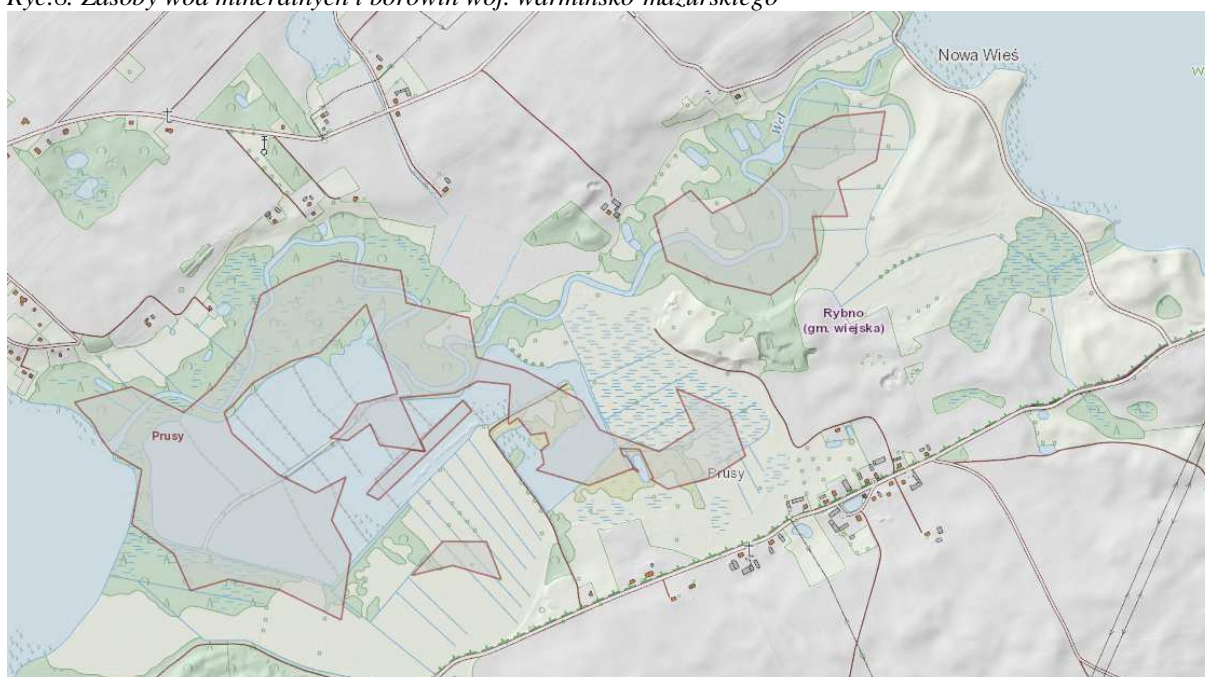 Ryc.8. Zasoby wód mineralnych i borowin woj. warmińsko-mazurskiego
Nowa Wieś
W
Wel
Rybno
(gm. wiejska)
Prusy
Prusy